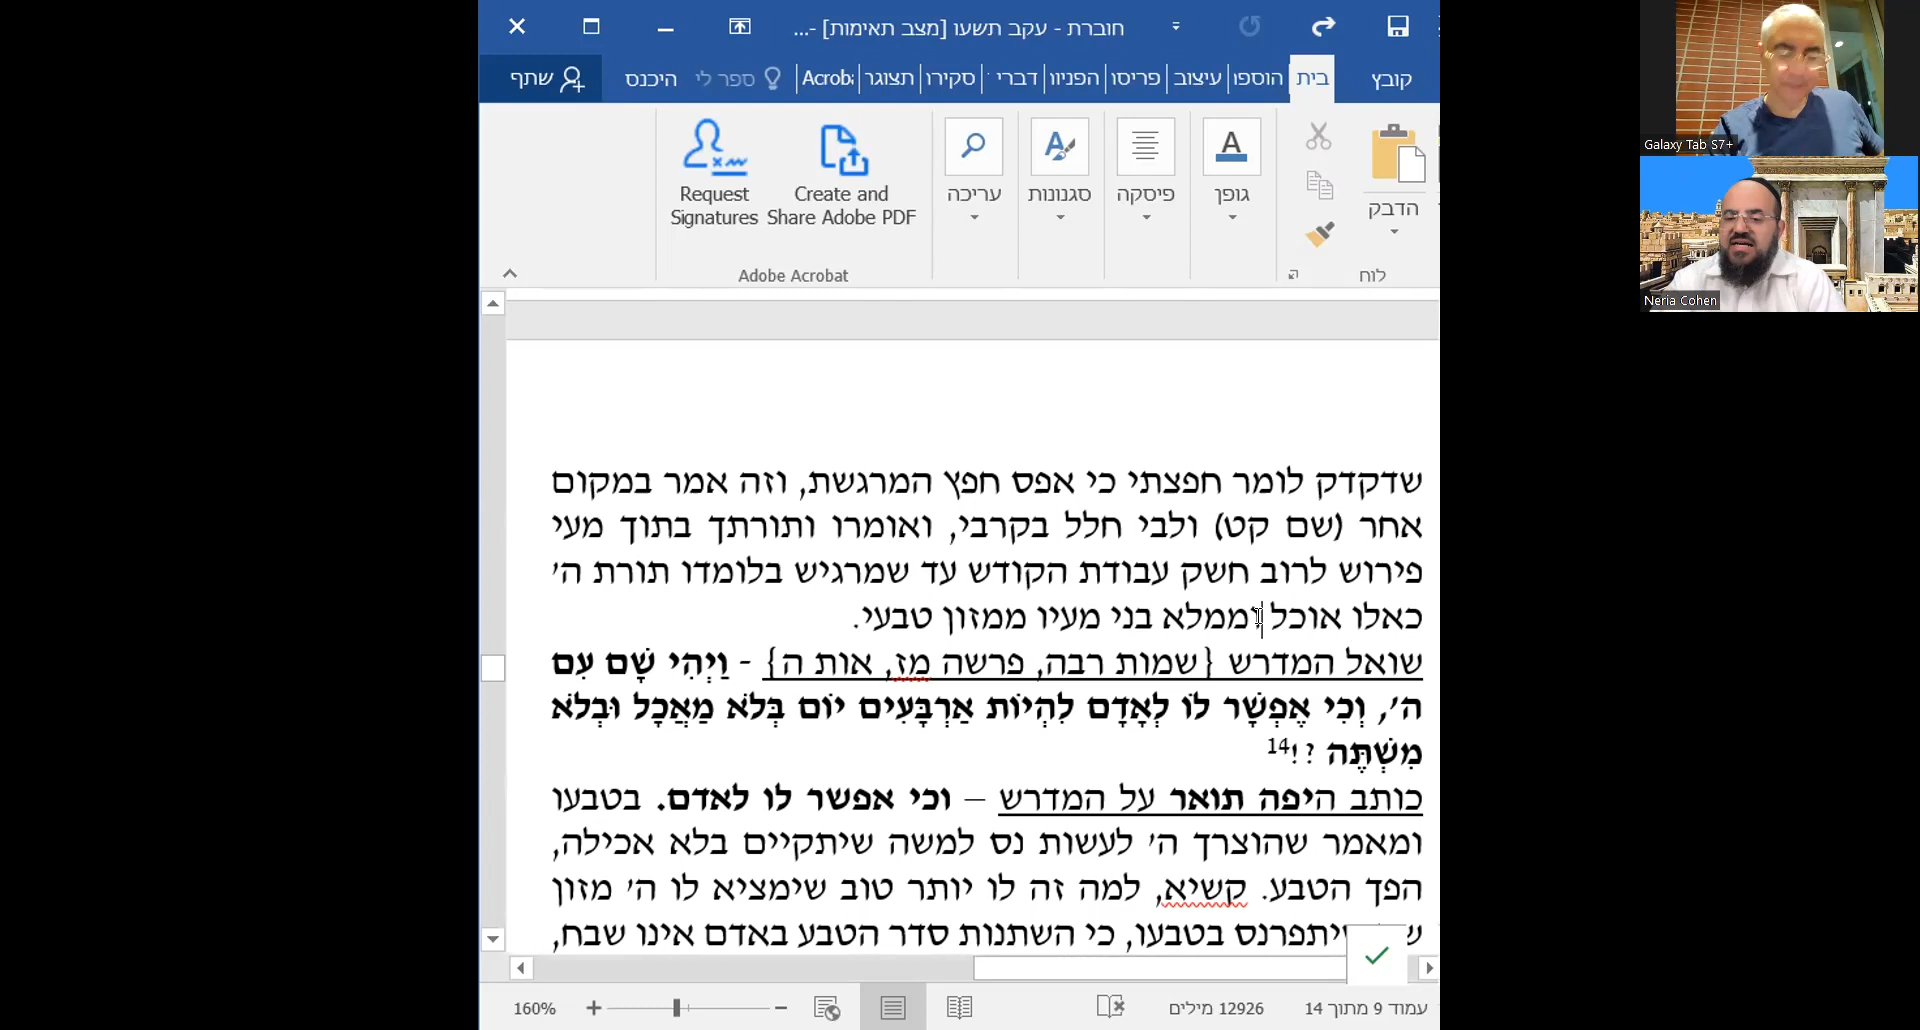 חוברת - עקב תשעו [מצב תאימות] -...
קובץ
בית
הוספו
עיצוב
פריסו
הפניוו
דברי
סקירו
תצוגר
Acrob
ספר לי
היכנס
שתף
הדבק
גופן
פיסקה
סגנונות
עריכה
Create and
Share Adobe PDF
Request
Signatures
לוח
Adobe Acrobat
שדקדק לומר חפצתי כי אפס חפץ המרגשת, וזה אמר במקום
אחר (שם קט) ולבי חלל בקרבי, ואומרו ותורתך בתוך מעי
פירוש לרוב חשק עבודת הקודש עד שמרגיש בלומדו תורת ה'
כאלו אוכל וממלא בני מעיו ממזון טבעי.
שואל המדרש {שמות רבה, פרשה מז, אות ה} - וַיְהִי שָׁם עִם
ה', וְכִי אֶפְשָׁר לוֹ לְאָדָם לִהְיוֹת אַרְבָּעִים יוֹם בְּלֹא מַאֲכָל וּבְלֹא
מִשְׁתֶּה ?!14
כותב היפה תואר על המדרש – וכי אפשר לו לאדם. בטבעו
ומאמר שהוצרך ה' לעשות נס למשה שיתקיים בלא אכילה,
הפך הטבע. קשיא, למה זה לו יותר טוב שימציא לו ה' מזון
יתפרנס בטבעו, כי השתנות סדר הטבע באדם אינו שבח,
עמוד 9 מתוך 14
12926 מילים
160%
Galaxy Tab S7+
Neria Cohen